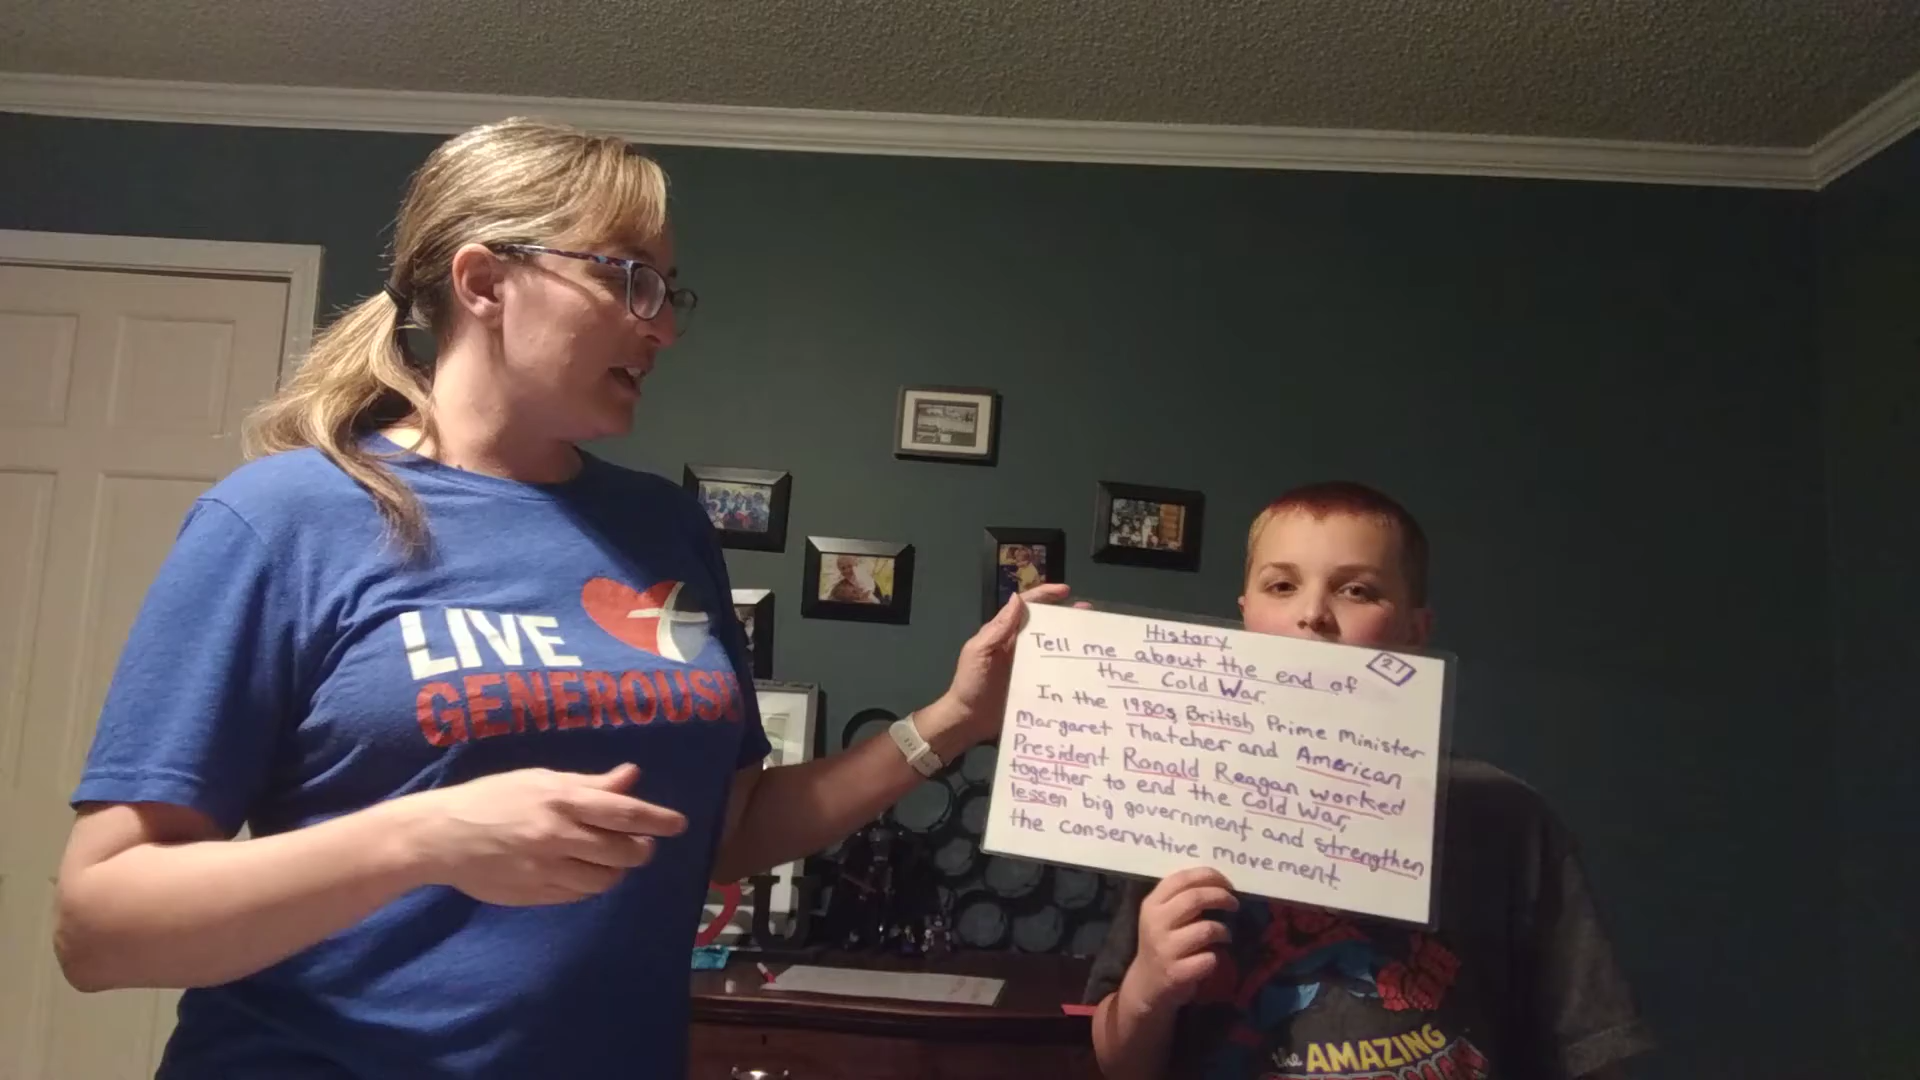 LIVE
GENEROUSL
History
21
Tell me about the end of
the Cold War.
In the 1980s, British Prime Minister
Margaret Thatcher and American
President Ronald Reagan worked
together to end the Cold War,
lessen big government, and strengthen
the conservative movement.
U
the AMAZING